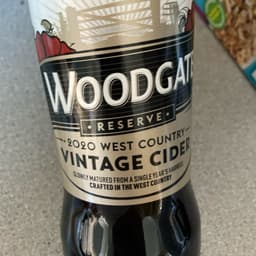 WOODGATE
• RESERVE •
2020 WEST COUNTRY
VINTAGE CIDER
SLOWLY MATURED FROM A SINGLE YEAR'S HARVEST
CRAFTED IN THE WEST COUNTRY